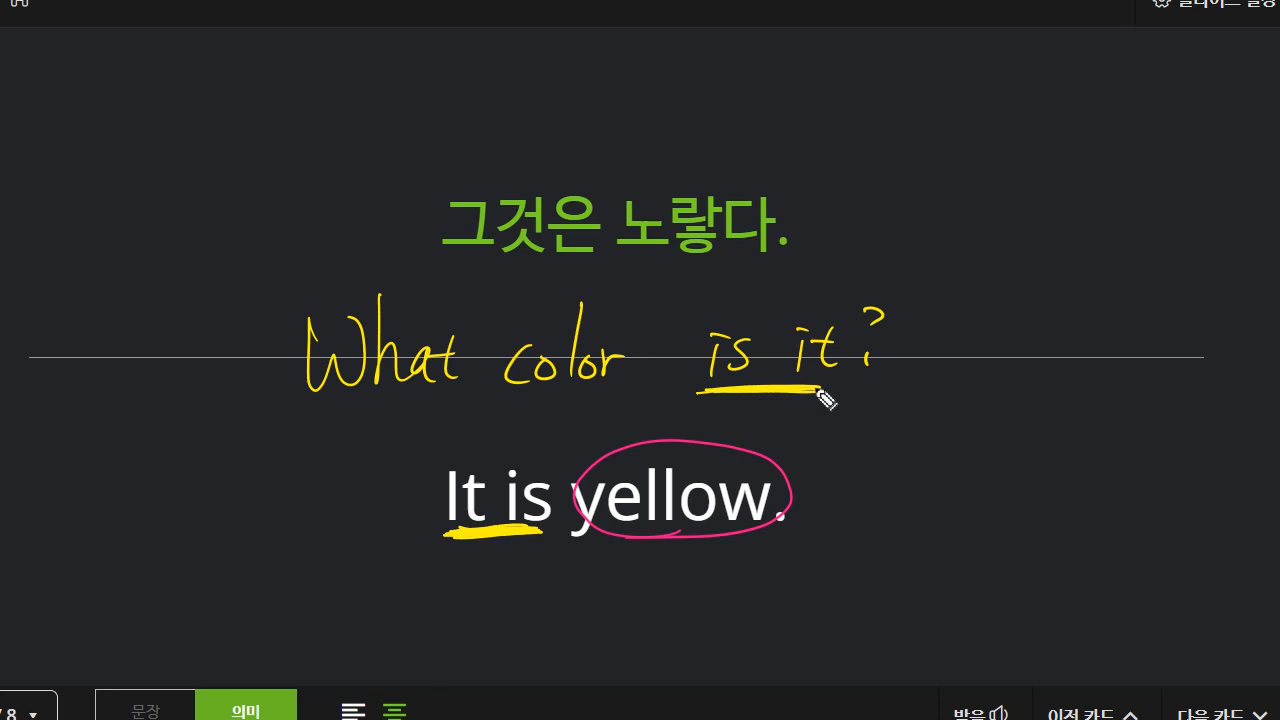 그것은 노랗다.
What color is it?
It is yellow.
/ 8
문장
의미
이전 카드
다음 카드